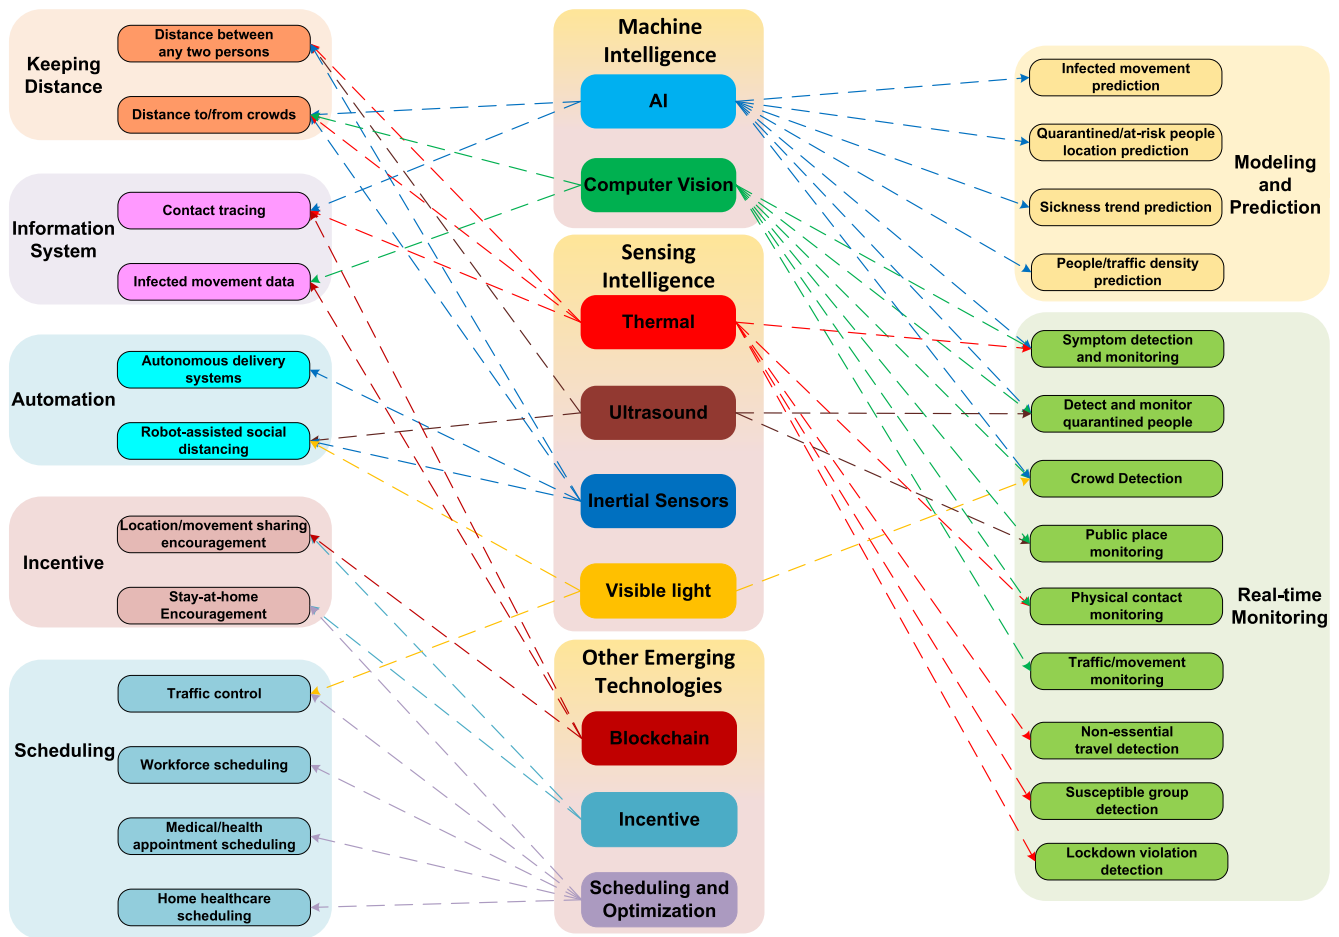 Keeping
Distance
Distance between
any two persons
Distance to/from crowds
Information
System
Contact tracing
Infected movement data
Automation
Autonomous delivery
systems
Robot-assisted social
distancing
Incentive
Location/movement sharing
encouragement
Stay-at-home
Encouragement
Scheduling
Traffic control
Workforce scheduling
Medical/health
appointment scheduling
Home healthcare
scheduling
Machine
Intelligence
AI
Computer Vision
Sensing
Intelligence
Thermal
Ultrasound
Inertial Sensors
Visible light
Other Emerging
Technologies
Blockchain
Incentive
Scheduling and
Optimization
Modeling
and
Prediction
Infected movement
prediction
Quarantined/at-risk people
location prediction
Sickness trend prediction
People/traffic density
prediction
Real-time
Monitoring
Symptom detection
and monitoring
Detect and monitor
quarantined people
Crowd Detection
Public place
monitoring
Physical contact
monitoring
Traffic/movement
monitoring
Non-essential
travel detection
Susceptible group
detection
Lockdown violation
detection